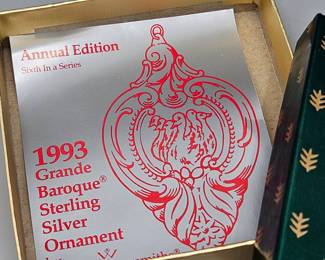 Annual Edition
Sixth In a Series
1993
Grande
Baroque®
Sterling
Silver
Ornament